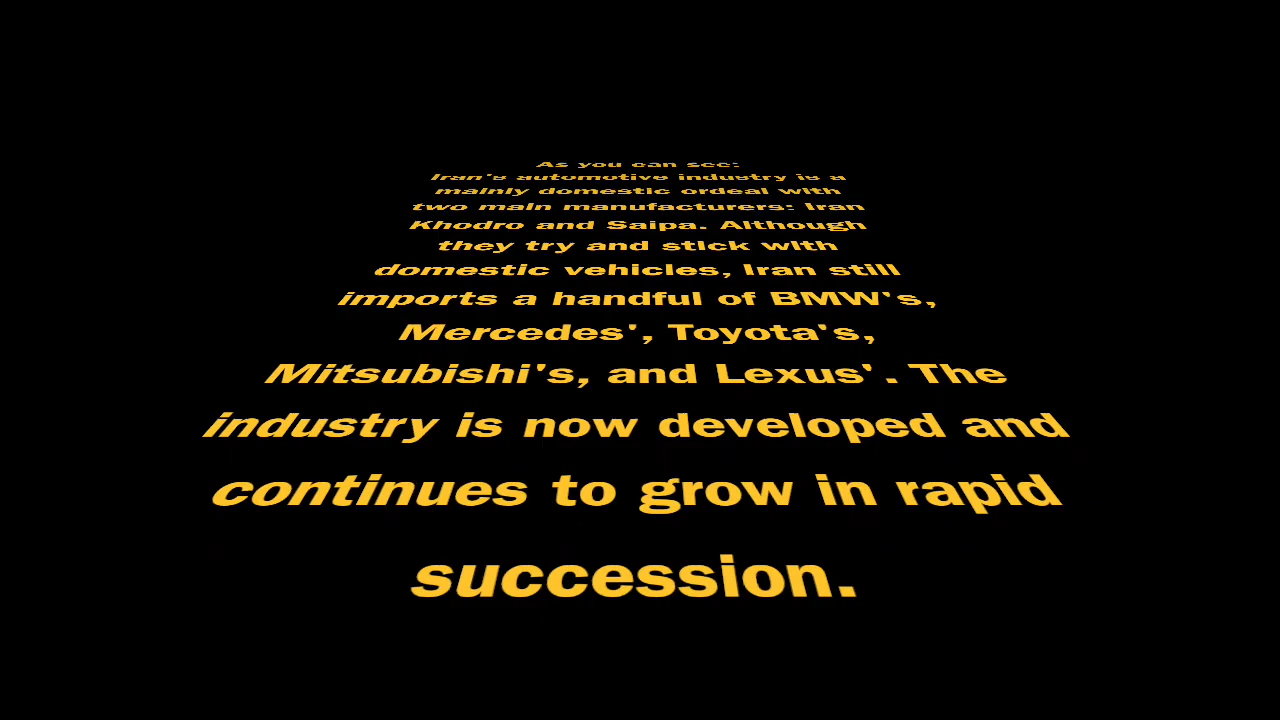 As you can see:
Iran's automotive industry is a
mainly domestic ordeal with
two main manufacturers: Iran
Khodro and Saipa. Although
they try and stick with
domestic vehicles, Iran still
imports a handful of BMW's,
Mercedes', Toyota's,
Mitsubishi's, and Lexus'. The
industry is now developed and
continues to grow in rapid
succession.